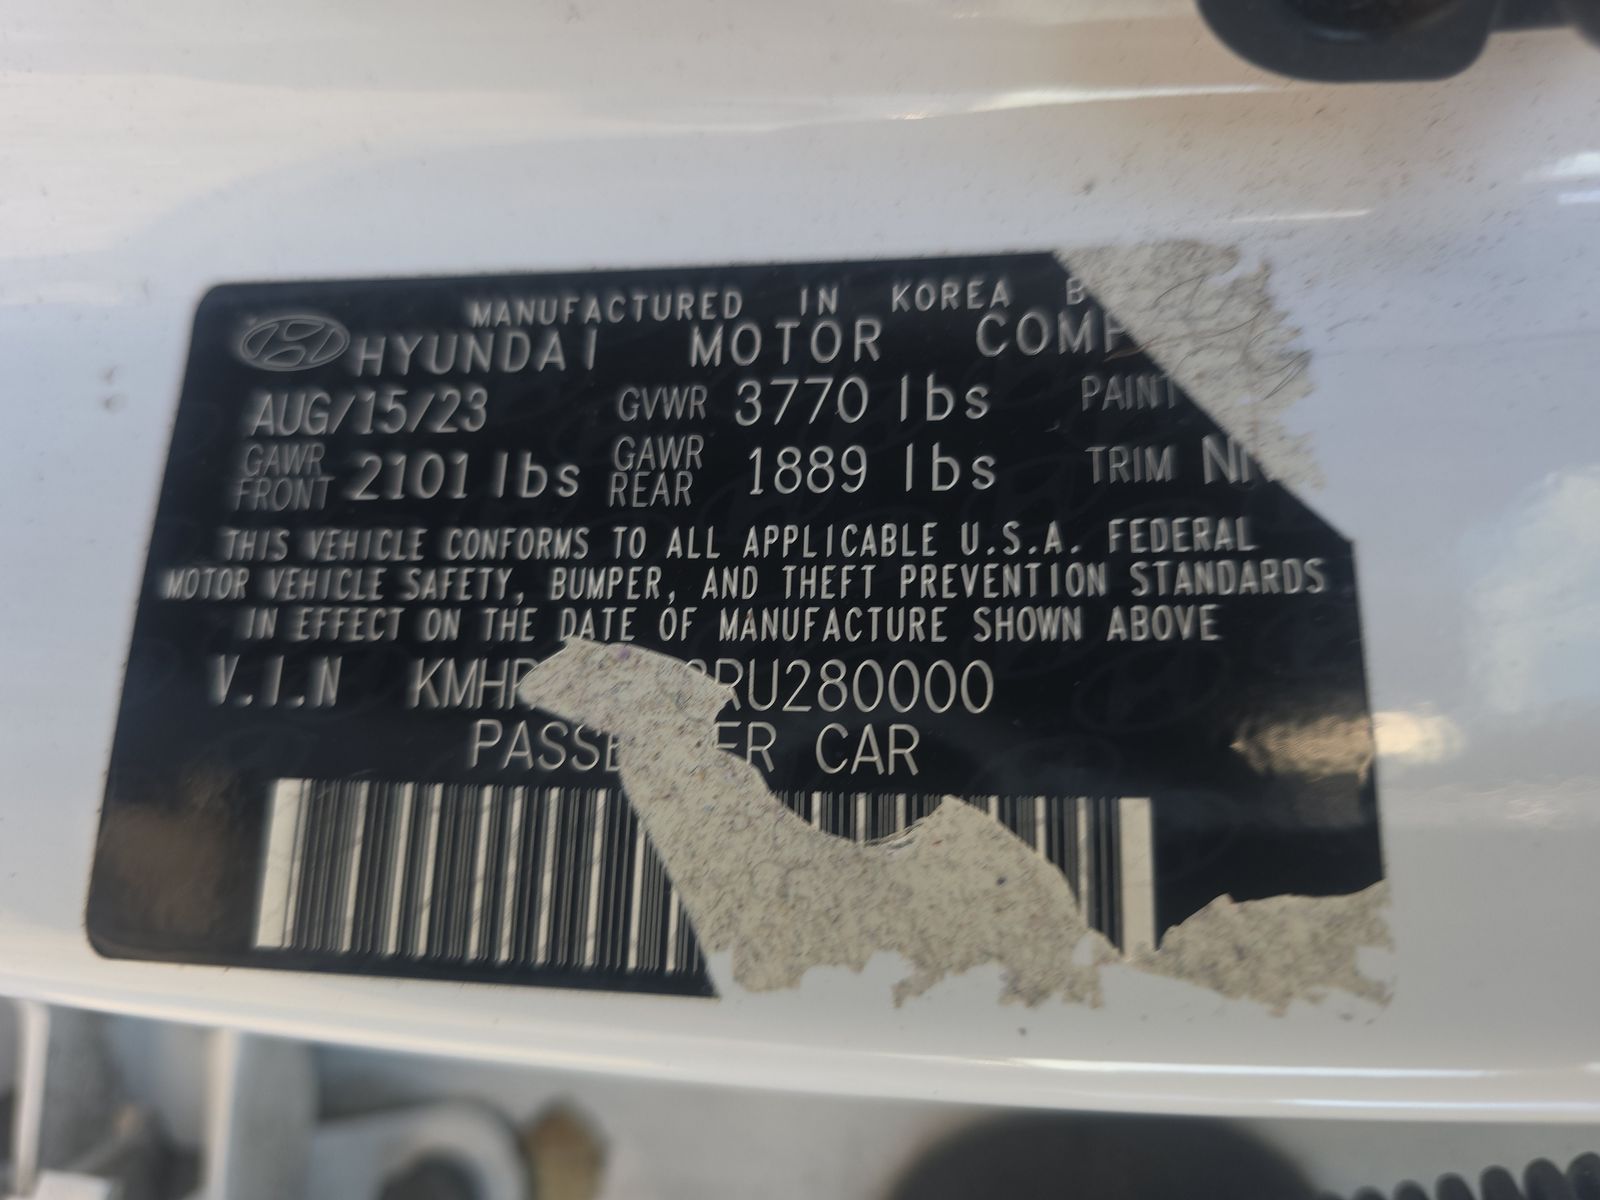 MANUFACTURED IN KOREA
HYUNDAI MOTOR
AUG/15/23 GVWR 3770 lbs PAINT
GAWR FRONT 2101 lbs GAWR REAR 1889 lbs TRIM
THIS VEHICLE CONFORMS TO ALL APPLICABLE U.S.A. FEDERAL
MOTOR VEHICLE SAFETY, BUMPER, AND THEFT PREVENTION STANDARDS
IN EFFECT ON THE DATE OF MANUFACTURE SHOWN ABOVE
V.I.N
CAR